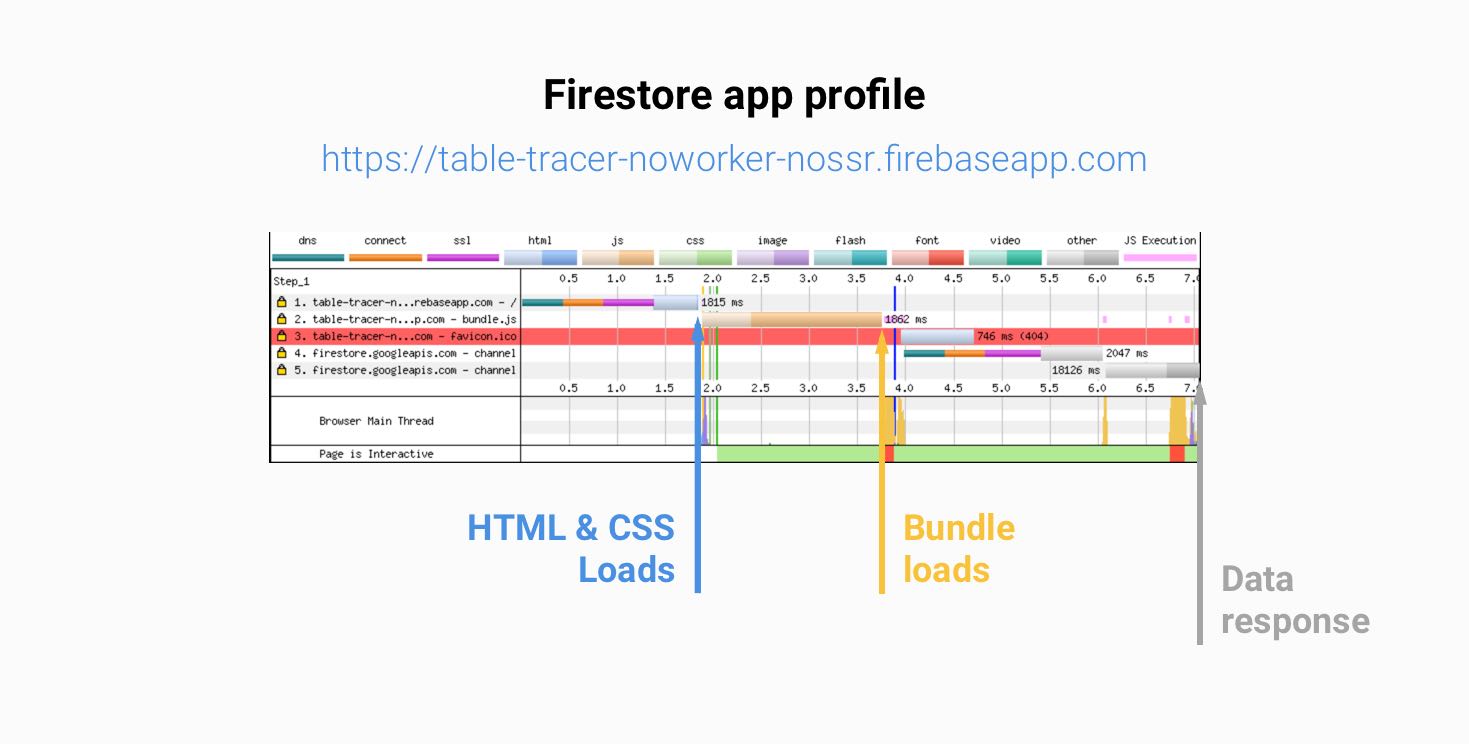 Firestore app profile
https://table-tracer-noworker-nossr.firebaseapp.com
dns connect ssl html js css image flash font video other JS Execution
Step_1 0.5 1.0 1.5 2.0 2.5 3.0 3.5 4.0 4.5 5.0 5.5 6.0 6.5 7.0
1. table-tracer-n...rebaseapp.com - / 1815 ms
2. table-tracer-n...p.com - bundle.js 1862 ms
3. table-tracer-n...com - favicon.ico 746 ms (404)
4. firestore.googleapis.com - channel 2047 ms
5. firestore.googleapis.com - channel 18126 ms
0.5 1.0 1.5 2.0 2.5 3.0 3.5 4.0 4.5 5.0 5.5 6.0 6.5 7.
Browser Main Thread
Page is Interactive
HTML & CSS
Loads
Bundle
loads
Data
response